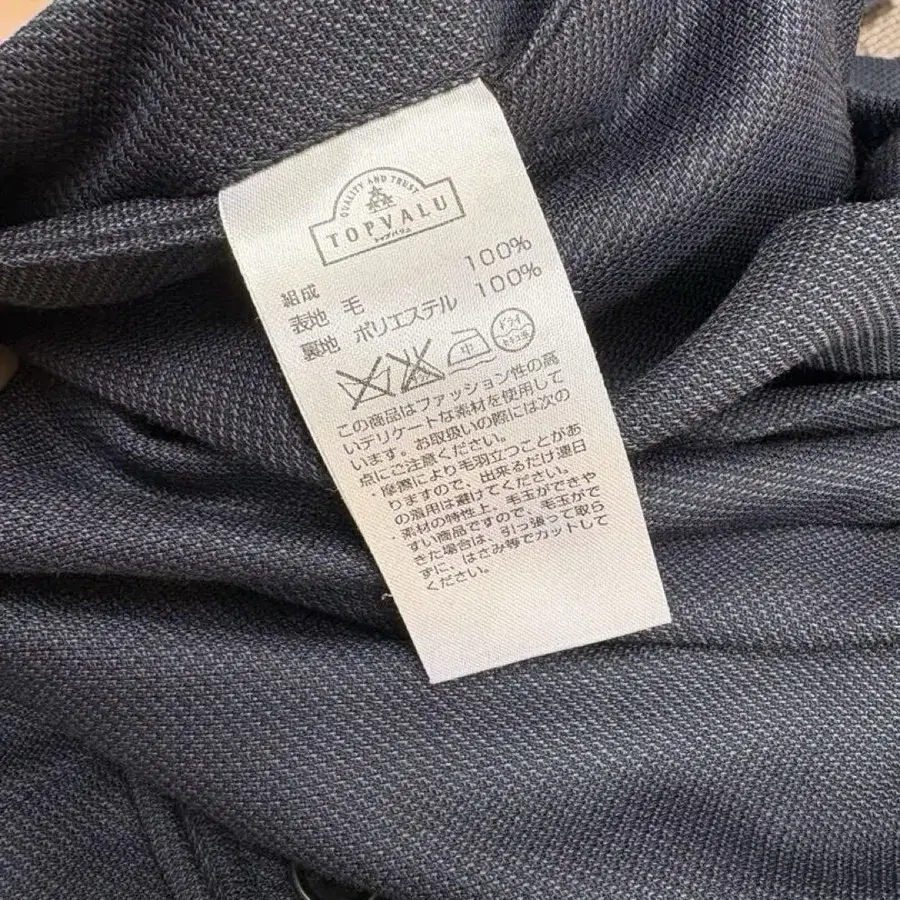 QUALITY AND TRUST
TOPVALU
トップバリュ
組成
表地 毛 100%
裏地 ポリエステル 100%
中
ドライ
セキユ系
この商品はファッション性の高
いデリケートな素材を使用して
います。お取扱いの際には次の
点にご注意ください。
・摩擦により毛羽立つことがあ
りますので、出来るだけ連日
の着用は避けてください。
・素材の特性上、毛玉ができや
すい商品ですので、毛玉がで
きた場合は、引っ張って取ら
ずに、はさみ等でカットして
ください。